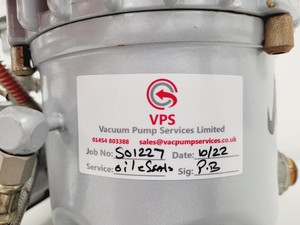 VPS
Vacuum Pump Services Limited
01454 803388 sales@vacpumpservices.co.uk
Job No: S01227 Date: 10/22
Service: oil & Seals Sig: P.B